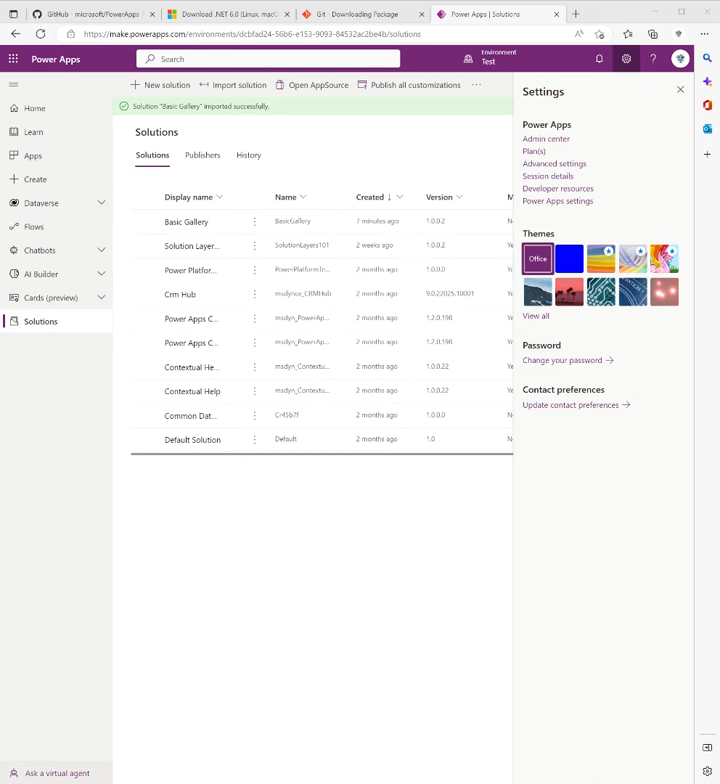 GitHub - microsoft/PowerApps
Download .NET 6.0 (Linux, mac
Git - Downloading Package
Power Apps | Solutions
https://make.powerapps.com/environments/dcbfad24-56b6-e153-9093-84532ac2be4b/solutions
Power Apps
Search
Environment
Test
New solution
Import solution
Open AppSource
Publish all customizations
Solution "Basic Gallery" imported successfully.
Home
Learn
Apps
Create
Dataverse
Flows
Chatbots
AI Builder
Cards (preview)
Solutions
Ask a virtual agent
Solutions
Solutions Publishers History
Display name Name Created Version
Basic Gallery BasicGallery 7 minutes ago 1.0.0.2
Solution Layer... SolutionLayers101 2 weeks ago 1.0.0.2
Power Platfor... PowerPlatformTe... 2 months ago 1.0.0.0
Crm Hub msdynce_CRMHub 2 months ago 9.0.22025.10001
Power Apps C... msdyn_PowerAp... 2 months ago 1.2.0.198
Power Apps C... msdyn_PowerAp... 2 months ago 1.2.0.198
Contextual He... msdyn_Contextu... 2 months ago 1.0.0.22
Contextual Help msdyn_Contextu... 2 months ago 1.0.0.22
Common Dat... Cr45b7f 2 months ago 1.0.0.0
Default Solution Default 2 months ago 1.0
Settings
Power Apps
Admin center
Plan(s)
Advanced settings
Session details
Developer resources
Power Apps settings
Themes
Office
View all
Password
Change your password
Contact preferences
Update contact preferences